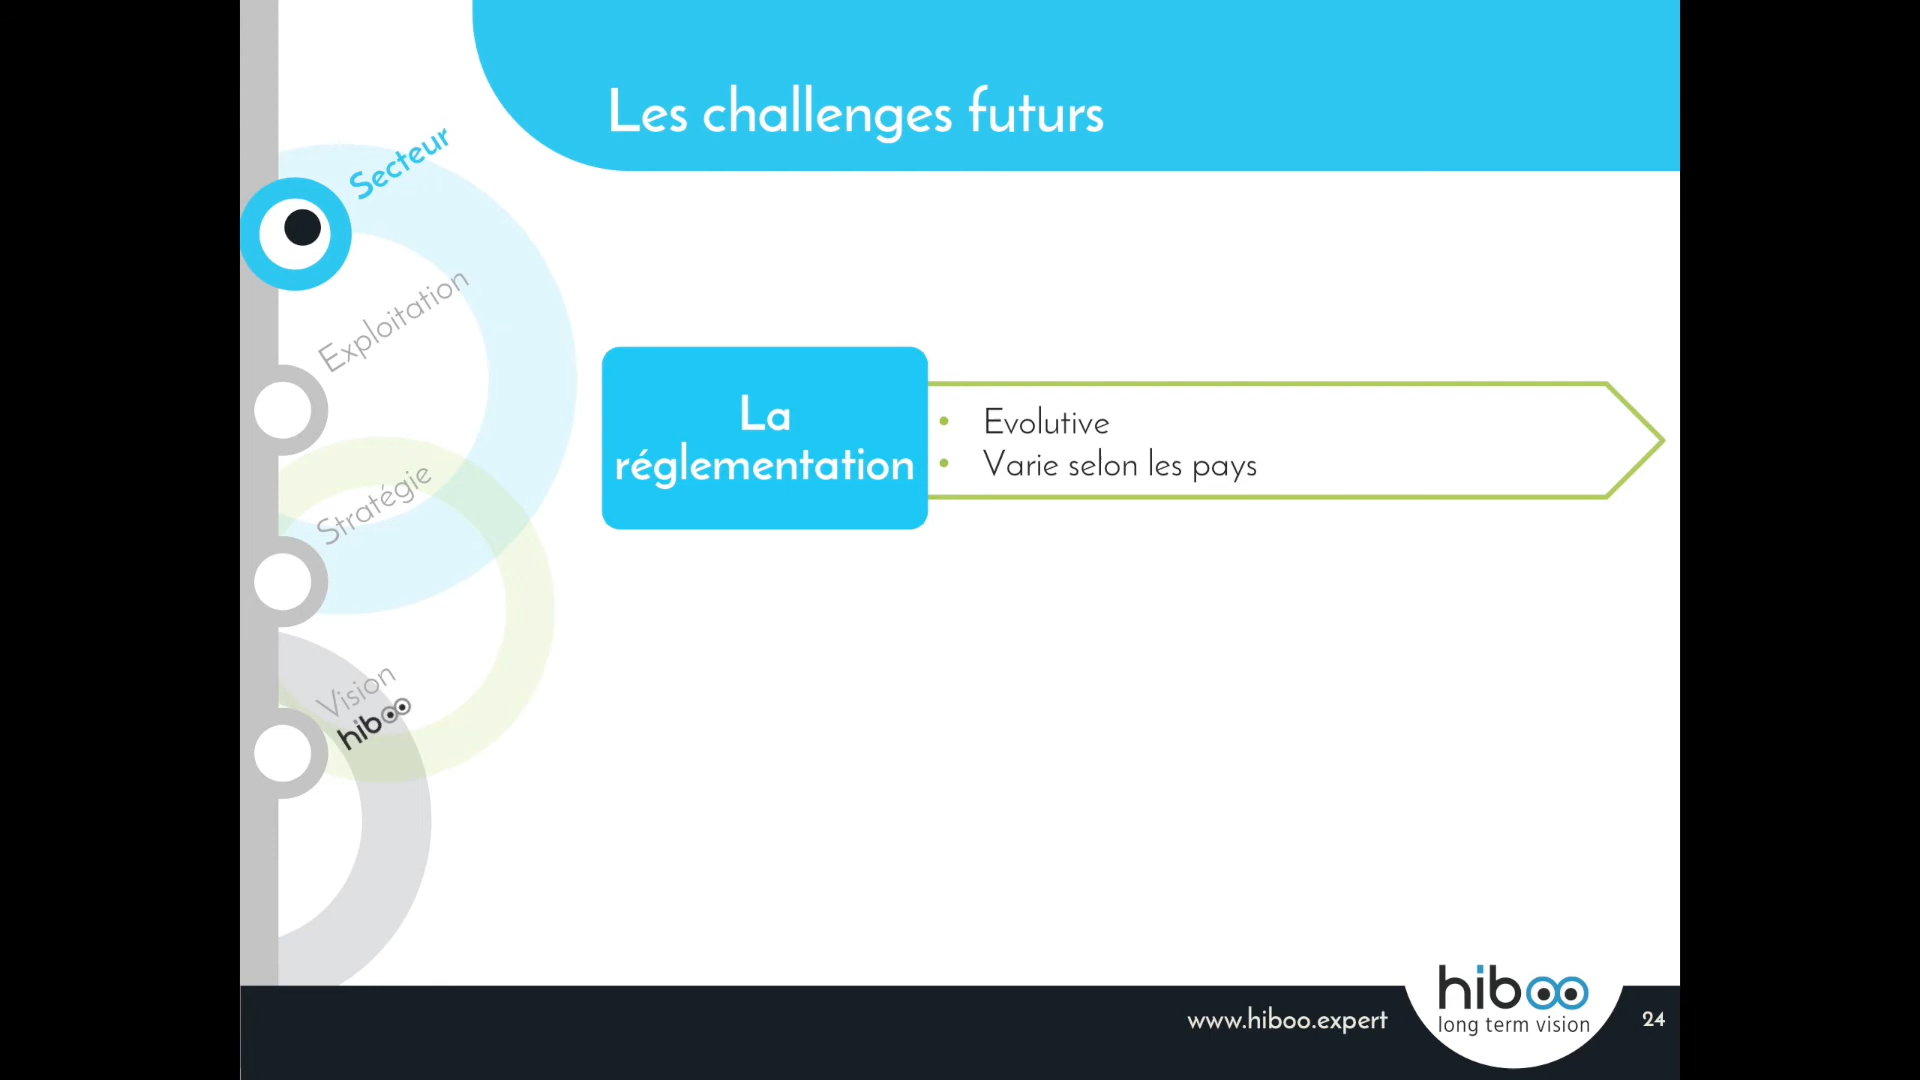 Les challenges futurs
Secteur
Exploitation
Stratégie
Vision
hiboo
La
réglementation
• Evolutive
• Varie selon les pays
www.hiboo.expert
hiboo
long term vision
24